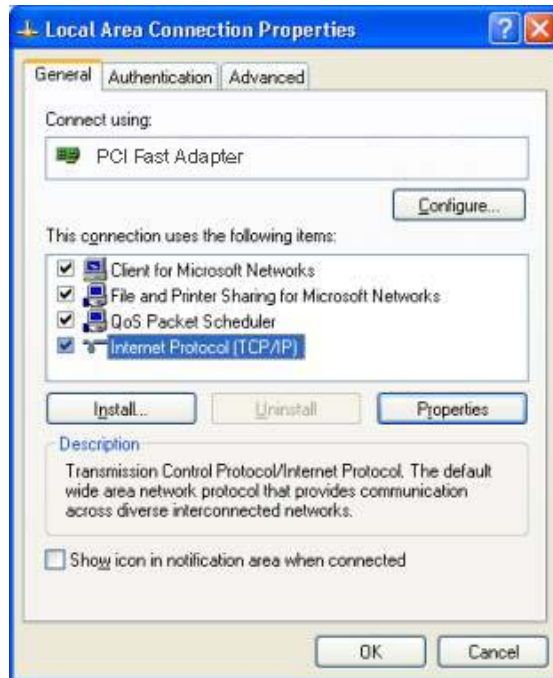 Local Area Connection Properties
General Authentication Advanced
Connect using:
PCI Fast Adapter
Configure...
This connection uses the following items:
Client for Microsoft Networks
File and Printer Sharing for Microsoft Networks
QoS Packet Scheduler
Internet Protocol (TCP/IP)
Install... Uninstall Properties
Description
Transmission Control Protocol/Internet Protocol. The default
wide area network protocol that provides communication
across diverse interconnected networks.
Show icon in notification area when connected
OK Cancel